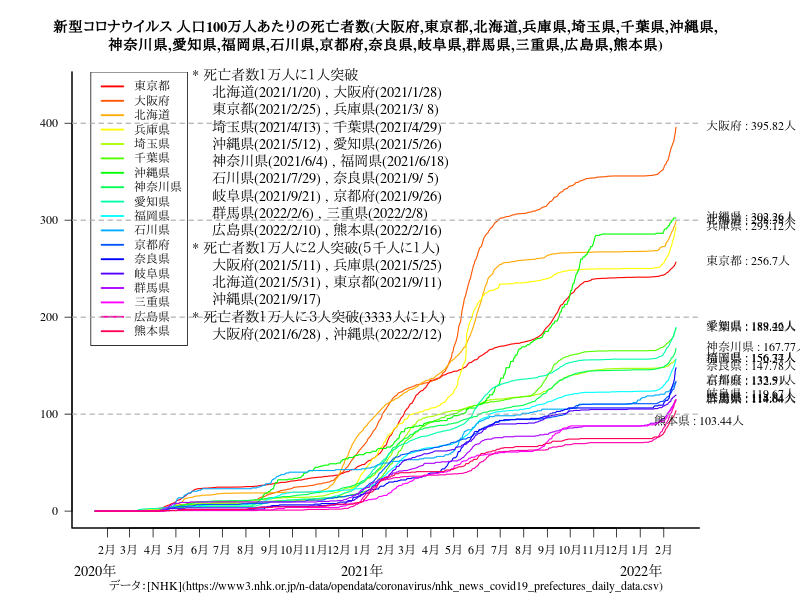 新型コロナウイルス 人口100万人あたりの死亡者数(大阪府,東京都,北海道,兵庫県,埼玉県,千葉県,沖縄県,
神奈川県,愛知県,福岡県,石川県,京都府,奈良県,岐阜県,群馬県,三重県,広島県,熊本県)
* 死亡者数1万人に1人突破
北海道(2021/1/20) , 大阪府(2021/1/28)
東京都(2021/2/25) , 兵庫県(2021/3/ 8)
埼玉県(2021/4/13) , 千葉県(2021/4/29)
沖縄県(2021/5/12) , 愛知県(2021/5/26)
神奈川県(2021/6/4) , 福岡県(2021/6/18)
石川県(2021/7/29) , 奈良県(2021/9/ 5)
岐阜県(2021/9/21) , 京都府(2021/9/26)
群馬県(2022/2/6) , 三重県(2022/2/8)
広島県(2022/2/10) , 熊本県(2022/2/16)
* 死亡者数1万人に2人突破(5千人に1人)
大阪府(2021/5/11) , 兵庫県(2021/5/25)
北海道(2021/5/31) , 東京都(2021/9/11)
沖縄県(2021/9/17)
* 死亡者数1万人に3人突破(3333人に1人)
大阪府(2021/6/28) , 沖縄県(2022/2/12)
東京都
大阪府
北海道
兵庫県
埼玉県
千葉県
沖縄県
神奈川県
愛知県
福岡県
石川県
京都府
奈良県
岐阜県
群馬県
三重県
広島県
熊本県
400
300
200
100
0
大阪府 : 395.82人
沖縄県 : 302.26人
兵庫県 : 293.12人
東京都 : 256.7人
神奈川県 : 167.77人
奈良県 : 147.78人
熊本県 : 103.44人
2月 3月 4月 5月 6月 7月 8月 9月 10月 11月 12月 1月 2月 3月 4月 5月 6月 7月 8月 9月 10月 11月 12月 1月 2月
2020年 2021年 2022年
データ:[NHK](https://www3.nhk.or.jp/n-data/opendata/coronavirus/nhk_news_covid19_prefectures_daily_data.csv)